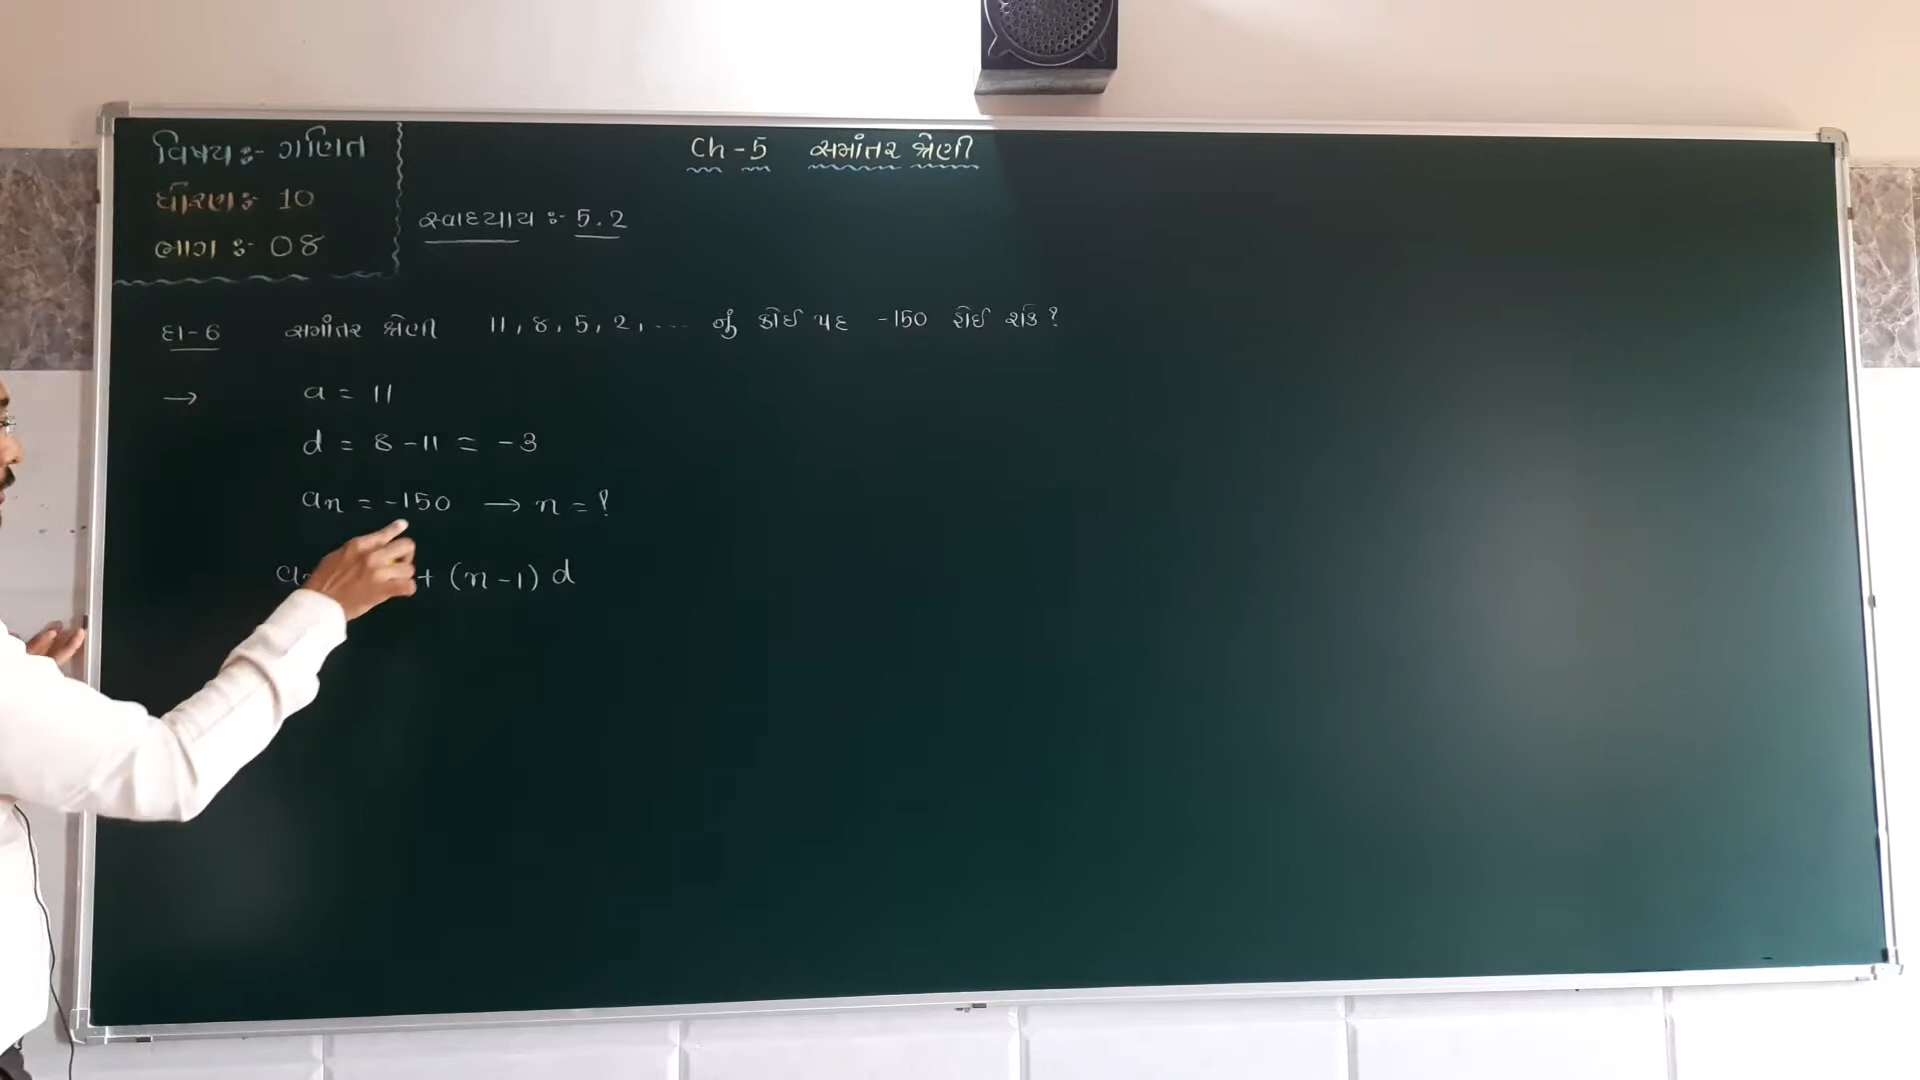 વિષય :- ગણિત
ધોરણ :- 10
ભાગ :- 08
Ch - 5 સમાંતર શ્રેણી
સ્વાધ્યાય :- 5.2
દા-6 સમાંતર શ્રેણી 11, 8, 5, 2, ... નું કોઈ પદ -150 હોઈ શકે ?
→ a = 11
d = 8 - 11 = -3
an = -150 → n = ?
+ (n - 1) d